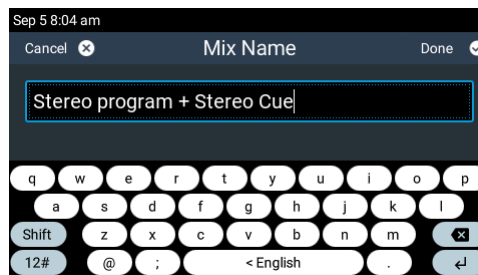 Sep 5 8:04 am
Cancel Mix Name Done
Stereo program + Stereo Cue
q w e r t y u i o p
a s d f g h j k l
Shift z x c v b n m
12# @ ; < English .